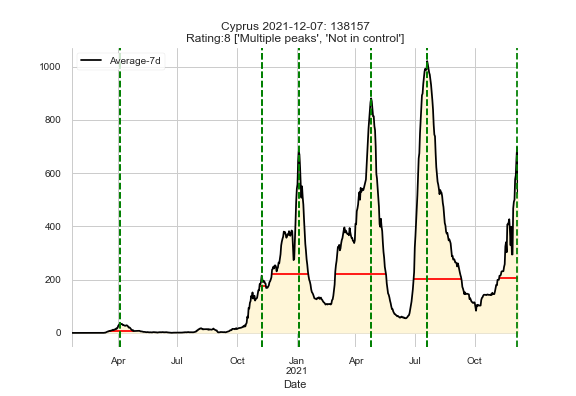 Cyprus 2021-12-07: 138157
Rating:8 ['Multiple peaks', 'Not in control']
Average-7d
1000
800
600
400
200
0
Apr Jul Oct Jan Apr Jul Oct
2021
Date